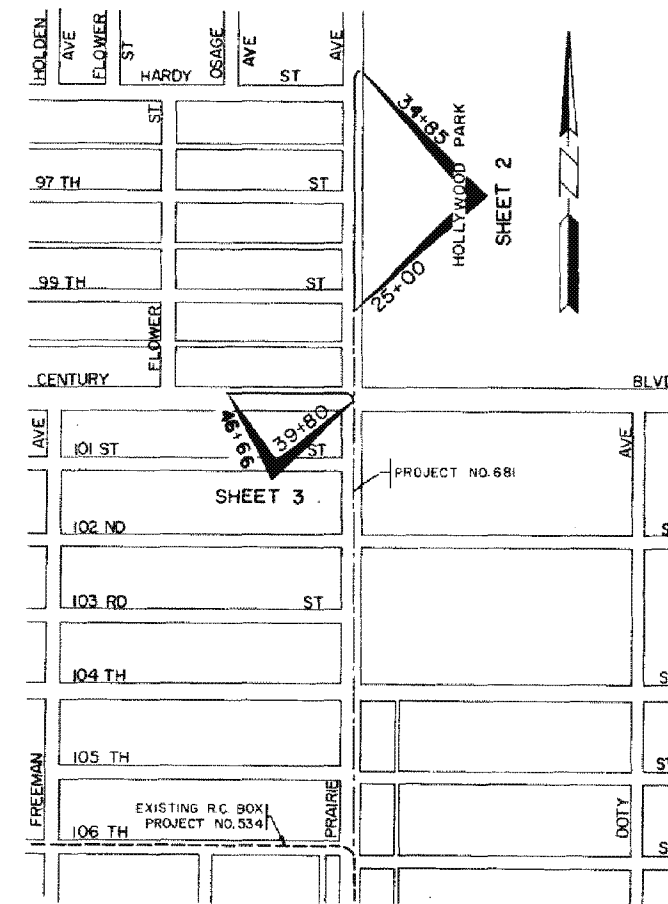 HOLDEN
AVE
FLOWER
ST
OSAGE
AVE
AVE
HARDY
ST
ST
34+85
HOLLYWOOD PARK
SHEET 2
97 TH
ST
99 TH
ST
25+00
FLOWER
CENTURY
BLVD
AVE
101 ST
46+66
39+80
ST
AVE
PROJECT NO. 681
SHEET 3
102 ND
S
103 RD
ST
104 TH
S
105 TH
ST
FREEMAN
EXISTING R.C. BOX
PROJECT NO. 534
PRAIRIE
DOTY
106 TH
S